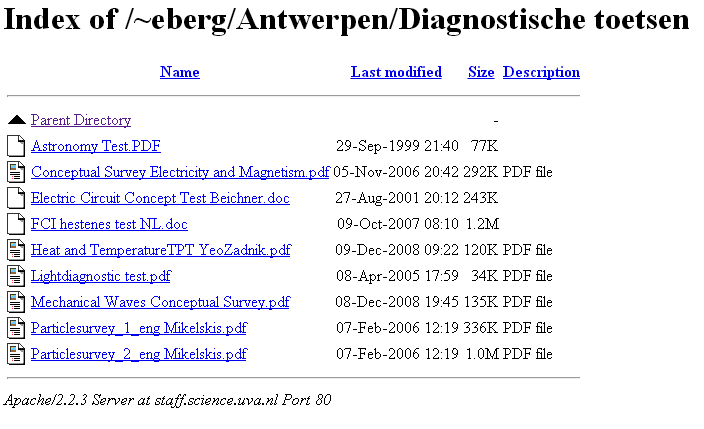 Index of /~eberg/Antwerpen/Diagnostische toetsen
Name Last modified Size Description
Parent Directory -
Astronomy Test.PDF 29-Sep-1999 21:40 77K
Conceptual Survey Electricity and Magnetism.pdf 05-Nov-2006 20:42 292K PDF file
Electric Circuit Concept Test Beichner.doc 27-Aug-2001 20:12 243K
FCI hestenes test NL.doc 09-Oct-2007 08:10 1.2M
Heat and TemperatureTPT YeoZadnik.pdf 09-Dec-2008 09:22 120K PDF file
Lightdiagnostic test.pdf 08-Apr-2005 17:59 34K PDF file
Mechanical Waves Conceptual Survey.pdf 08-Dec-2008 19:45 135K PDF file
Particlesurvey_1_eng Mikelskis.pdf 07-Feb-2006 12:19 336K PDF file
Particlesurvey_2_eng Mikelskis.pdf 07-Feb-2006 12:19 1.0M PDF file
Apache/2.2.3 Server at staff.science.uva.nl Port 80